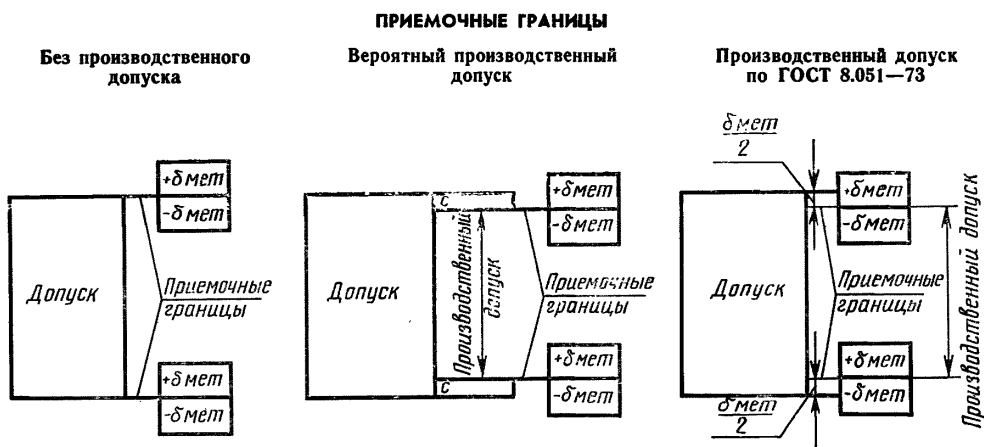 ПРИЕМОЧНЫЕ ГРАНИЦЫ
Без производственного
допуска
Вероятный производственный
допуск
Производственный допуск
по ГОСТ 8.051—73
+δмет
-δмет
Допуск
Приемочные
границы
+δмет
-δмет
с
+δмет
-δмет
Допуск
Производственный
допуск
Приемочные
границы
с
+δмет
-δмет
δмет
2
+δмет
-δмет
Допуск
Приемочные
границы
Производственный допуск
+δмет
-δмет
δмет
2